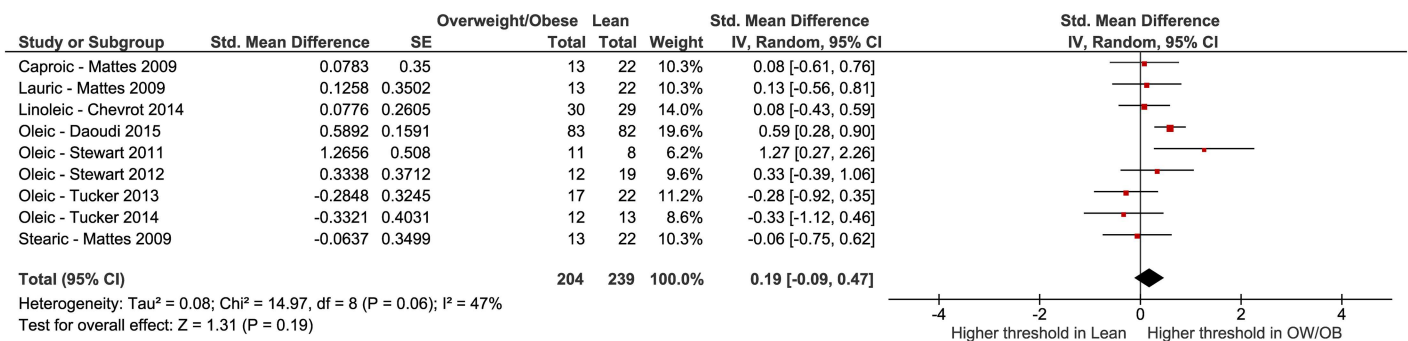 Overweight/Obese Lean Std. Mean Difference Std. Mean Difference
Study or Subgroup Std. Mean Difference SE Total Total Weight IV, Random, 95% CI IV, Random, 95% CI
Caproic - Mattes 2009 0.0783 0.35 13 22 10.3% 0.08 [-0.61, 0.76]
Lauric - Mattes 2009 0.1258 0.3502 13 22 10.3% 0.13 [-0.56, 0.81]
Linoleic - Chevrot 2014 0.0776 0.2605 30 29 14.0% 0.08 [-0.43, 0.59]
Oleic - Daoudi 2015 0.5892 0.1591 83 82 19.6% 0.59 [0.28, 0.90]
Oleic - Stewart 2011 1.2656 0.508 11 8 6.2% 1.27 [0.27, 2.26]
Oleic - Stewart 2012 0.3338 0.3712 12 19 9.6% 0.33 [-0.39, 1.06]
Oleic - Tucker 2013 -0.2848 0.3245 17 22 11.2% -0.28 [-0.92, 0.35]
Oleic - Tucker 2014 -0.3321 0.4031 12 13 8.6% -0.33 [-1.12, 0.46]
Stearic - Mattes 2009 -0.0637 0.3499 13 22 10.3% -0.06 [-0.75, 0.62]
Total (95% CI) 204 239 100.0% 0.19 [-0.09, 0.47]
Heterogeneity: Tau² = 0.08; Chi² = 14.97, df = 8 (P = 0.06); I² = 47%
Test for overall effect: Z = 1.31 (P = 0.19)
-4 -2 0 2 4
Higher threshold in Lean Higher threshold in OW/OB